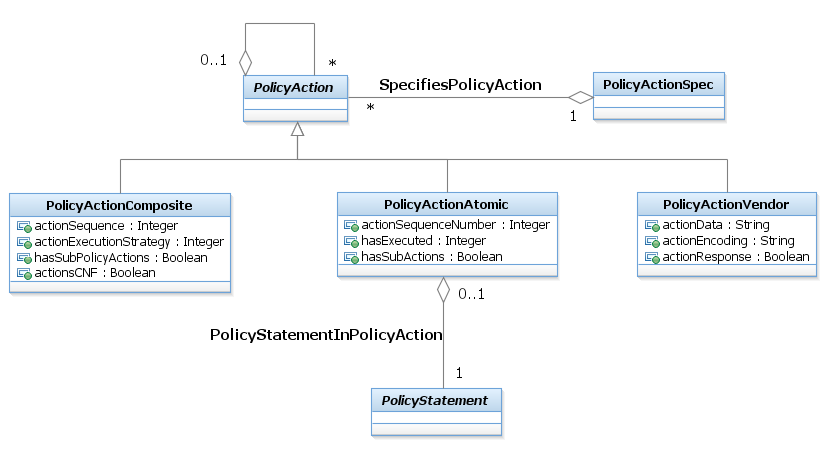 0..1
*
PolicyAction
SpecifiesPolicyAction
*
1
PolicyActionSpec
PolicyActionComposite
actionSequence : Integer
actionExecutionStrategy : Integer
hasSubPolicyActions : Boolean
actionsCNF : Boolean
PolicyActionAtomic
actionSequenceNumber : Integer
hasExecuted : Integer
hasSubActions : Boolean
PolicyActionVendor
actionData : String
actionEncoding : String
actionResponse : Boolean
0..1
PolicyStatementInPolicyAction
1
PolicyStatement